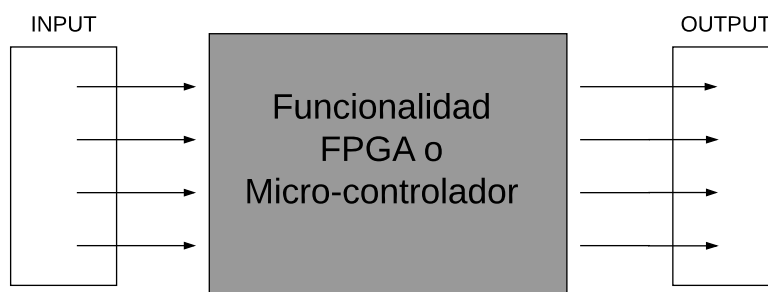 INPUT
OUTPUT
Funcionalidad
FPGA o
Micro-controlador